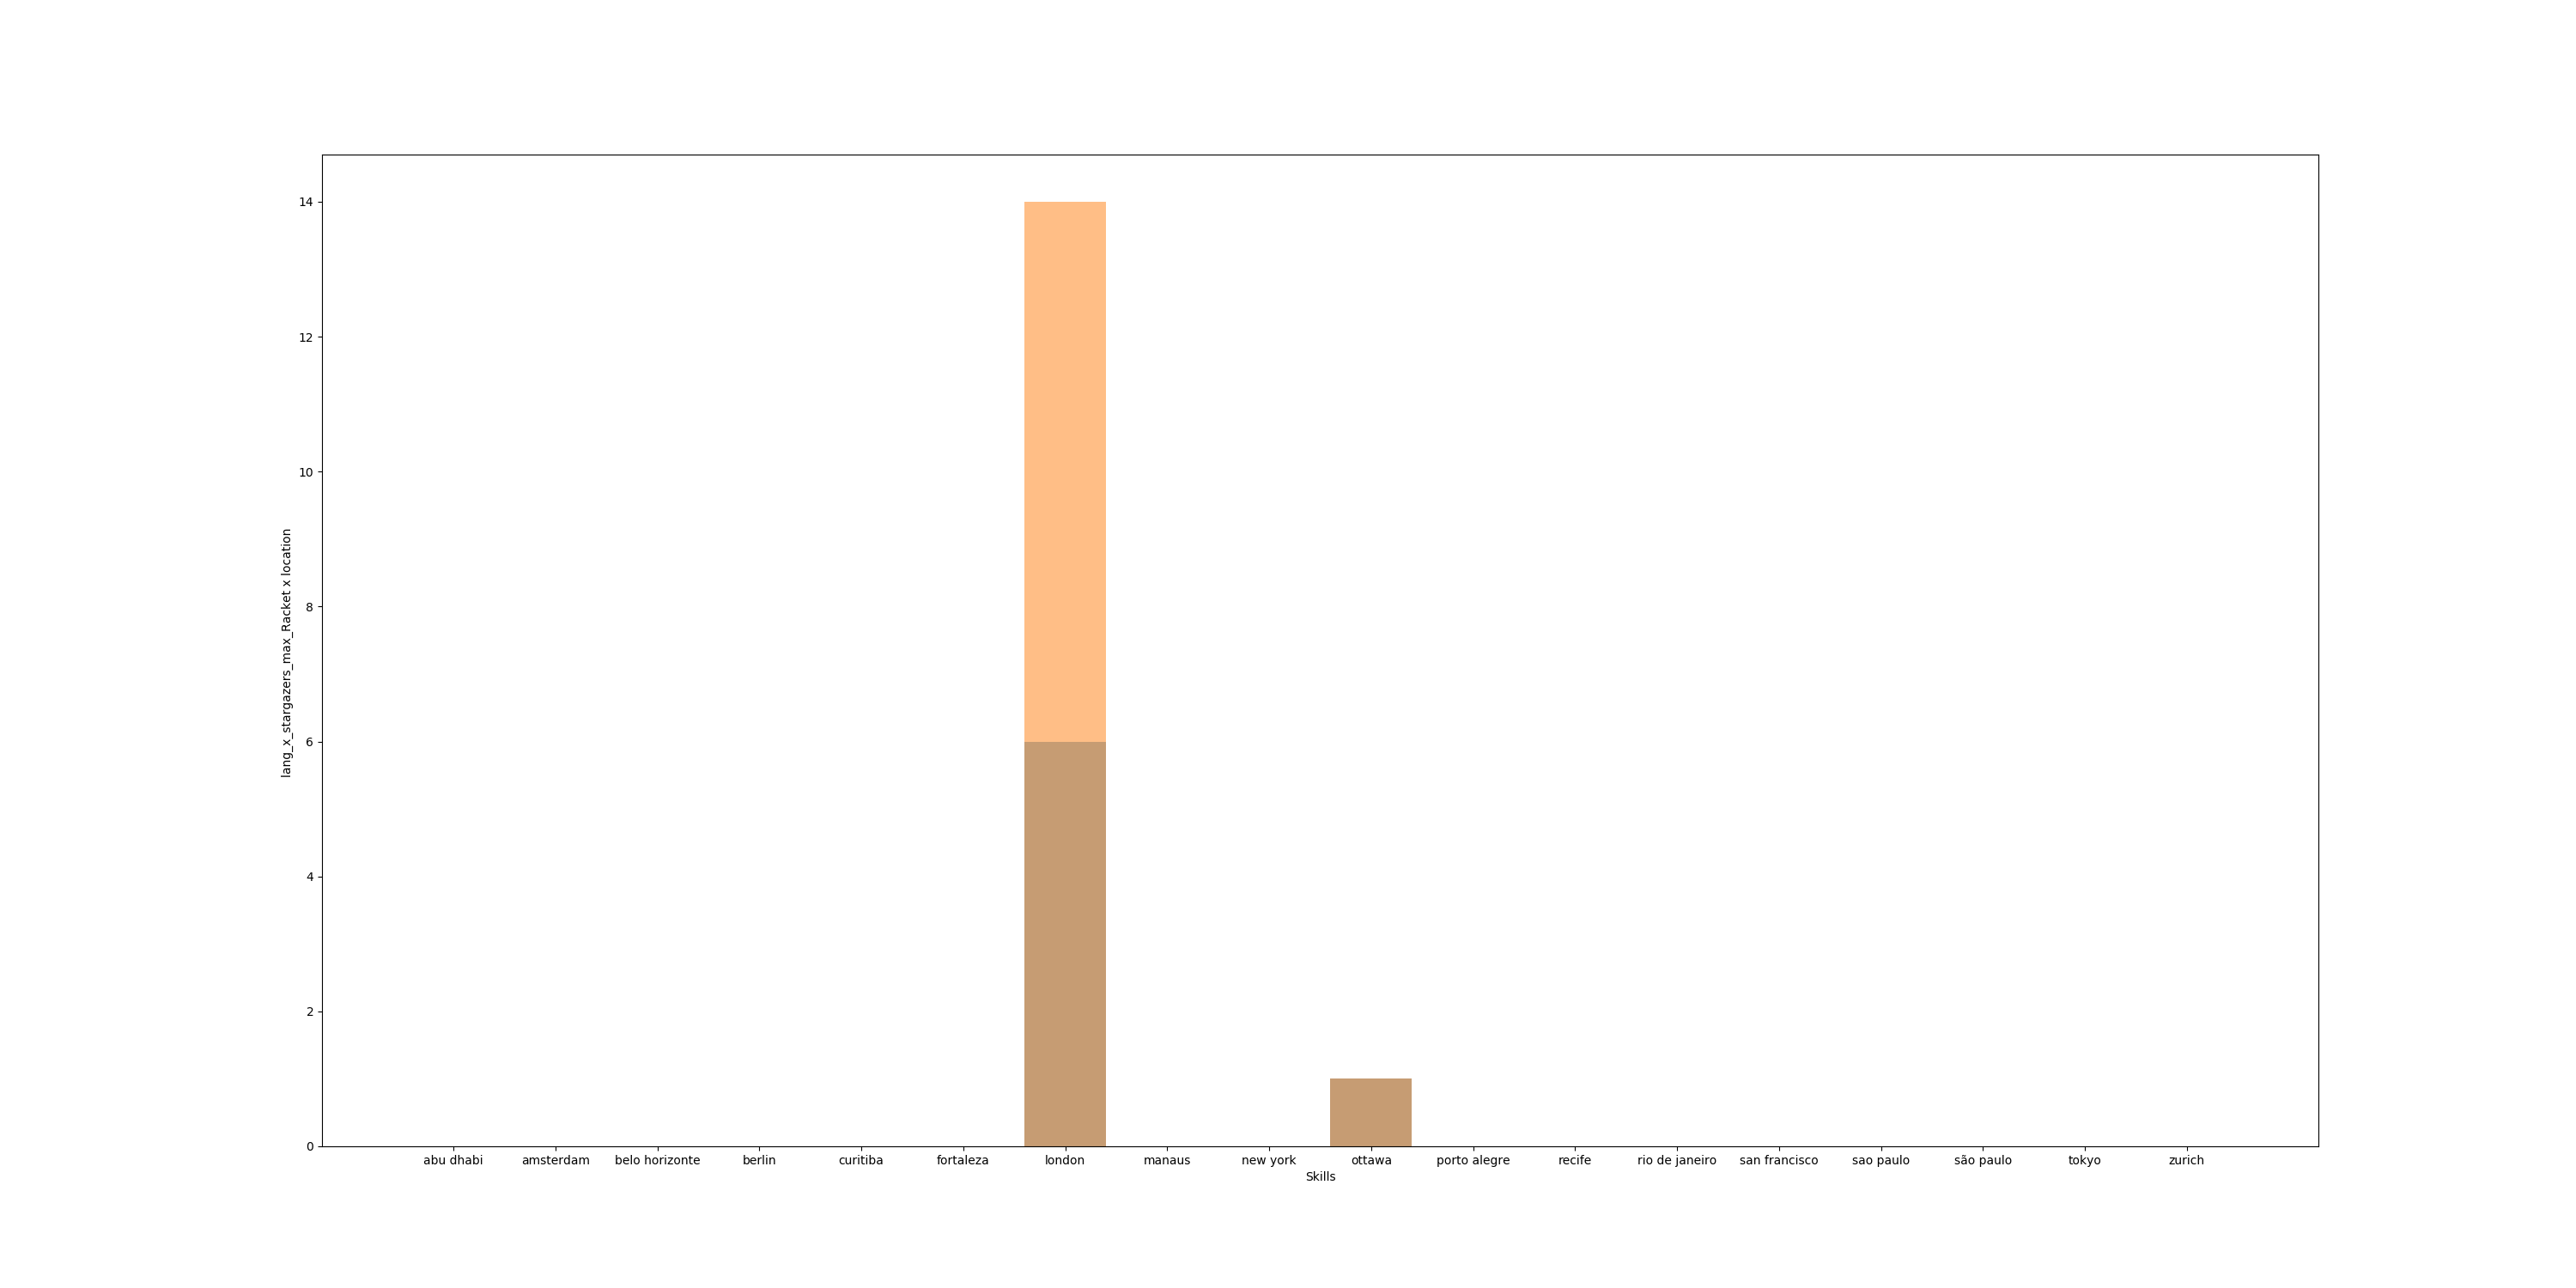 lang_x_stargazers_max_Racket x location
14
12
10
8
6
4
2
0
abu dhabi amsterdam belo horizonte berlin curitiba fortaleza london manaus new york ottawa porto alegre recife rio de janeiro san francisco sao paulo são paulo tokyo zurich
Skills